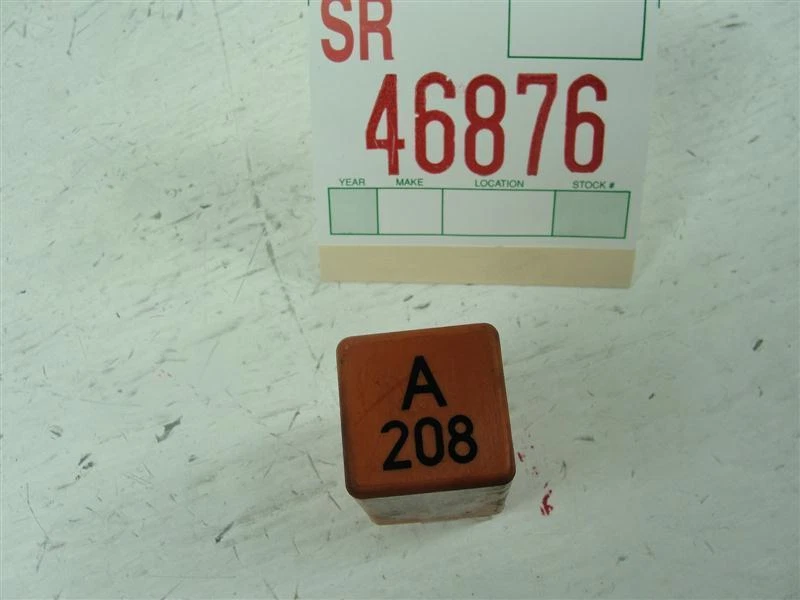 SR
46876
YEAR MAKE LOCATION STOCK #
A
208